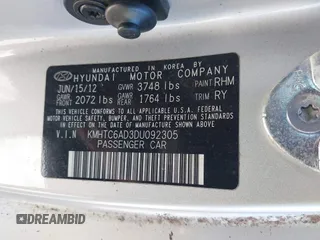 MANUFACTURED IN KOREA BY
HYUNDAI MOTOR COMPANY
JUN/15/12 GVWR 3748 lbs PAINT RHM
GAWR FRT 2072 lbs GAWR RR 1764 lbs TRIM RY
THIS VEHICLE CONFORMS TO ALL APPLICABLE FEDERAL
MOTOR VEHICLE SAFETY, BUMPER, AND THEFT PREVENTION
STANDARDS IN EFFECT ON THE DATE OF MANUFACTURE
SHOWN ABOVE.
V.I.N KMHTC6AD3DU092305
PASSENGER CAR
© DREAMBID